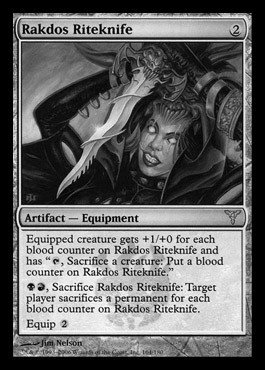 Rakdos Riteknife 2
Artifact — Equipment
Equipped creature gets +1/+0 for each
blood counter on Rakdos Riteknife and
has “, Sacrifice a creature: Put a blood
counter on Rakdos Riteknife.”
, Sacrifice Rakdos Riteknife: Target
player sacrifices a permanent for each
blood counter on Rakdos Riteknife.
Equip 2
Jim Nelson